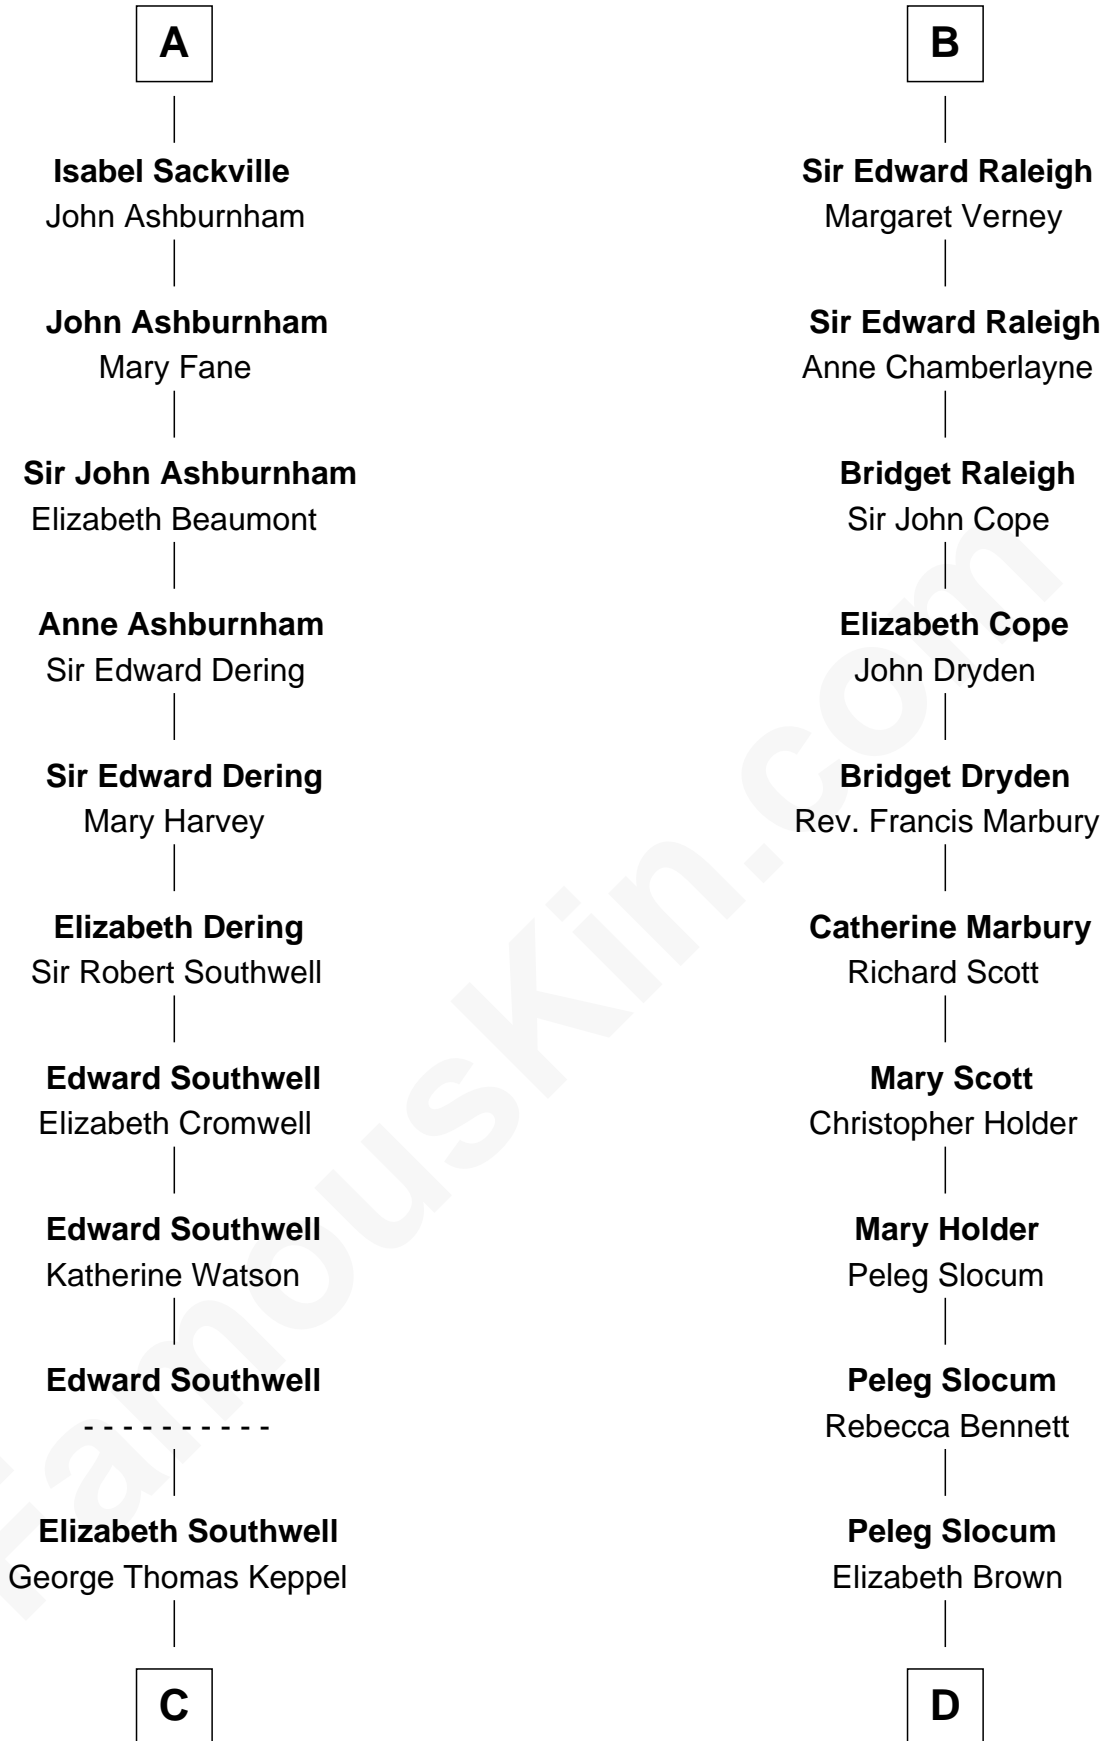 A
Isabel Sackville
John Ashburnham
John Ashburnham
Mary Fane
Sir John Ashburnham
Elizabeth Beaumont
Anne Ashburnham
Sir Edward Dering
Sir Edward Dering
Mary Harvey
Elizabeth Dering
Sir Robert Southwell
Edward Southwell
Elizabeth Cromwell
Edward Southwell
Katherine Watson
Edward Southwell
- - - - - - - - - -
Elizabeth Southwell
George Thomas Keppel
C
B
Sir Edward Raleigh
Margaret Verney
Sir Edward Raleigh
Anne Chamberlayne
Bridget Raleigh
Sir John Cope
Elizabeth Cope
John Dryden
Bridget Dryden
Rev. Francis Marbury
Catherine Marbury
Richard Scott
Mary Scott
Christopher Holder
Mary Holder
Peleg Slocum
Peleg Slocum
Rebecca Bennett
Peleg Slocum
Elizabeth Brown
D
FamousKin.com